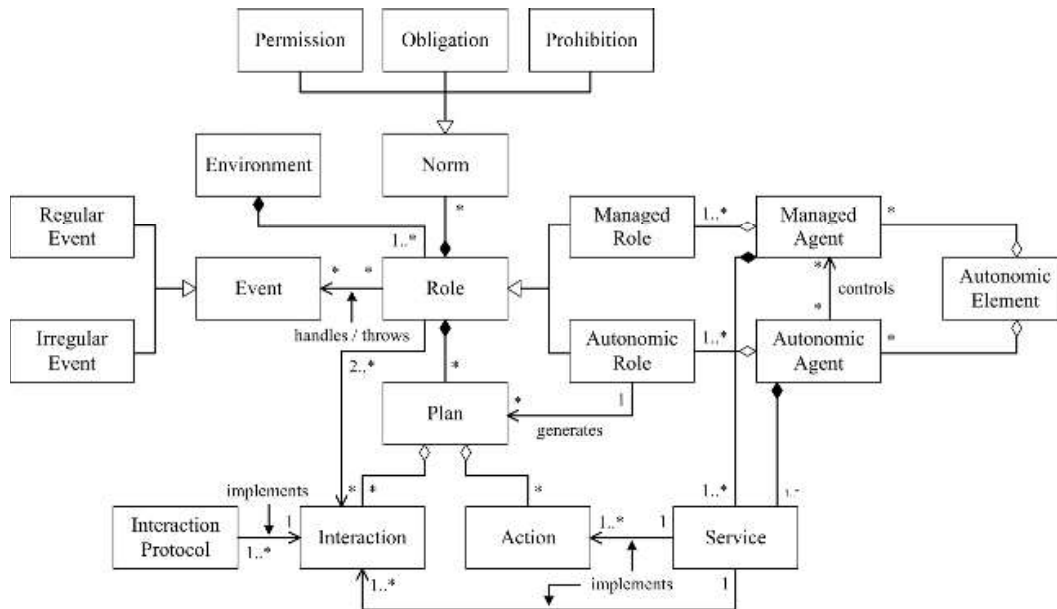 Permission
Obligation
Prohibition
Environment
Norm
Regular
Event
Managed
Role
1..*
Managed
Agent
*
*
1..*
Event
*
*
Role
*
controls
Autonomic
Element
handles / throws
*
Irregular
Event
Autonomic
Role
1..*
Autonomic
Agent
*
2..*
*
Plan
*
1
generates
implements
*
*
*
1..*
Interaction
Protocol
1
1..*
Interaction
Action
1..*
1
Service
1..*
implements
1